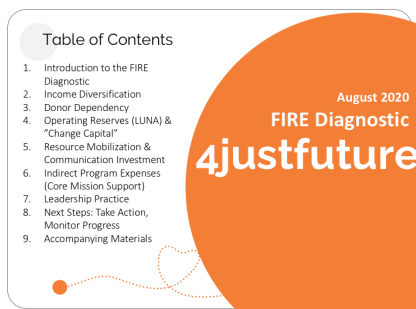 Table of Contents
1. Introduction to the FIRE
Diagnostic
2. Income Diversification
3. Donor Dependency
4. Operating Reserves (LUNA) &
"Change Capital"
5. Resource Mobilization &
Communication Investment
6. Indirect Program Expenses
(Core Mission Support)
7. Leadership Practice
8. Next Steps: Take Action,
Monitor Progress
9. Accompanying Materials
August 2020
FIRE Diagnostic
4justfuture